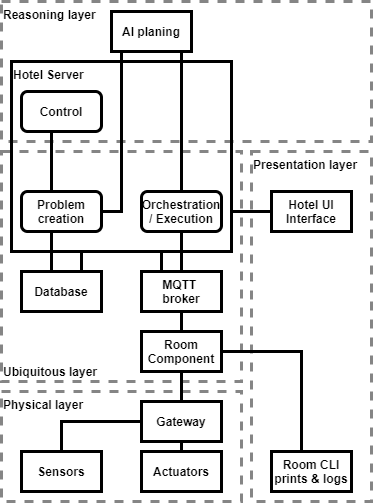 Reasoning layer
AI planing
Hotel Server
Control
Presentation layer
Problem
creation
Orchestration
/ Execution
Hotel UI
Interface
Database
MQTT
broker
Room
Component
Ubiquitous layer
Physical layer
Gateway
Sensors
Actuators
Room CLI
prints & logs